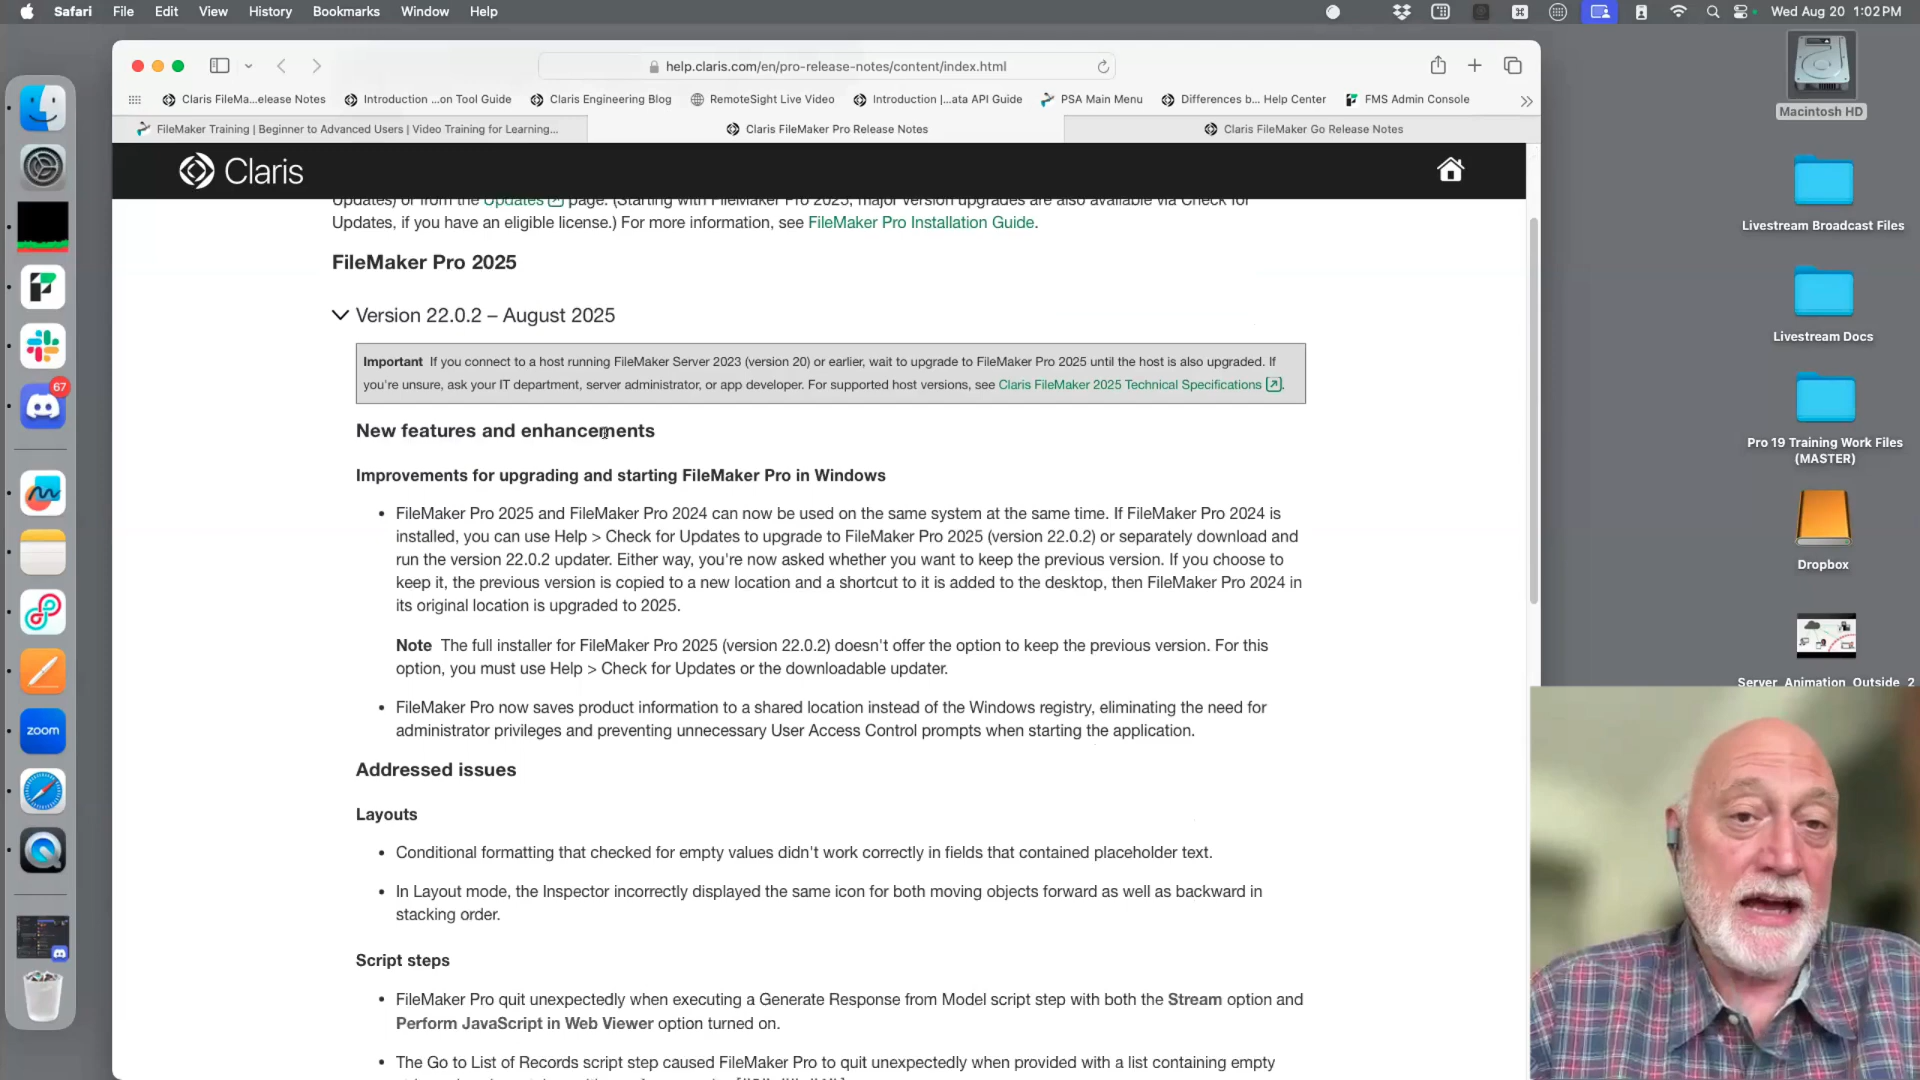 Safari File Edit View History Bookmarks Window Help
Wed Aug 20 1:02 PM
help.claris.com/en/pro-release-notes/content/index.html
Claris FileMa...elease Notes
Introduction ...on Tool Guide
Claris Engineering Blog
RemoteSight Live Video
Introduction |...ata API Guide
PSA Main Menu
Differences b... Help Center
FMS Admin Console
FileMaker Training | Beginner to Advanced Users | Video Training for Learning...
Claris FileMaker Pro Release Notes
Claris FileMaker Go Release Notes
Claris
Updates) or from the Updates page. (Starting with FileMaker Pro 2025, major version upgrades are also available via Check for
Updates, if you have an eligible license.) For more information, see FileMaker Pro Installation Guide.
FileMaker Pro 2025
Version 22.0.2 – August 2025
Important If you connect to a host running FileMaker Server 2023 (version 20) or earlier, wait to upgrade to FileMaker Pro 2025 until the host is also upgraded. If
you're unsure, ask your IT department, server administrator, or app developer. For supported host versions, see Claris FileMaker 2025 Technical Specifications.
New features and enhancements
Improvements for upgrading and starting FileMaker Pro in Windows
• FileMaker Pro 2025 and FileMaker Pro 2024 can now be used on the same system at the same time. If FileMaker Pro 2024 is
installed, you can use Help > Check for Updates to upgrade to FileMaker Pro 2025 (version 22.0.2) or separately download and
run the version 22.0.2 updater. Either way, you're now asked whether you want to keep the previous version. If you choose to
keep it, the previous version is copied to a new location and a shortcut to it is added to the desktop, then FileMaker Pro 2024 in
its original location is upgraded to 2025.
Note The full installer for FileMaker Pro 2025 (version 22.0.2) doesn't offer the option to keep the previous version. For this
option, you must use Help > Check for Updates or the downloadable updater.
• FileMaker Pro now saves product information to a shared location instead of the Windows registry, eliminating the need for
administrator privileges and preventing unnecessary User Access Control prompts when starting the application.
Addressed issues
Layouts
• Conditional formatting that checked for empty values didn't work correctly in fields that contained placeholder text.
• In Layout mode, the Inspector incorrectly displayed the same icon for both moving objects forward as well as backward in
stacking order.
Script steps
• FileMaker Pro quit unexpectedly when executing a Generate Response from Model script step with both the Stream option and
Perform JavaScript in Web Viewer option turned on.
• The Go to List of Records script step caused FileMaker Pro to quit unexpectedly when provided with a list containing empty
67
zoom
Macintosh HD
Livestream Broadcast Files
Livestream Docs
Pro 19 Training Work Files
(MASTER)
Dropbox
Server_Animation_Outside_2